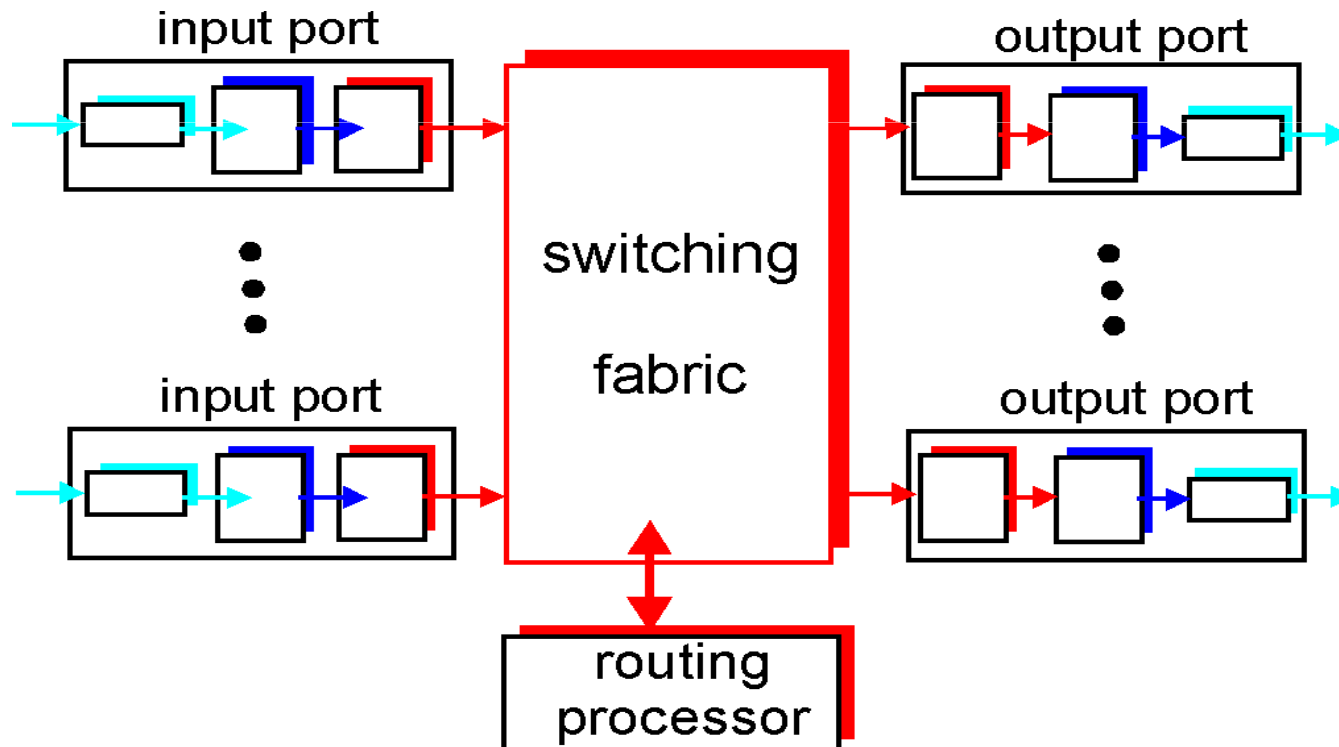 input port
output port
switching
fabric
input port
output port
routing
processor